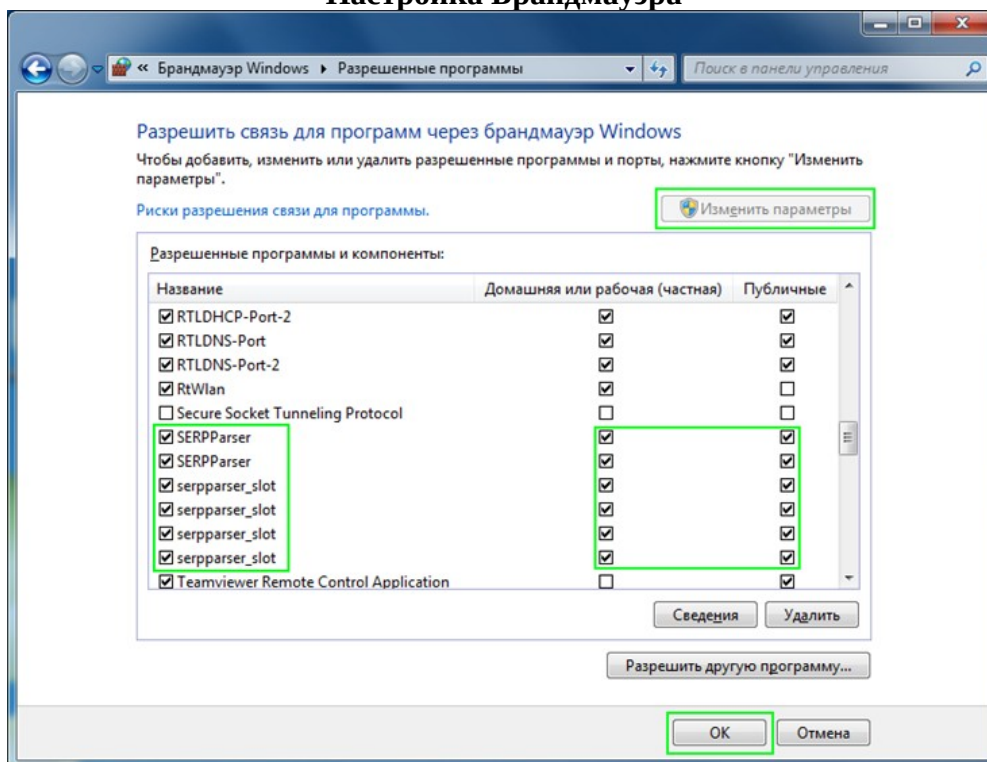 Настройка Брандмауэра
« Брандмауэр Windows ▸ Разрешенные программы
Поиск в панели управления
Разрешить связь для программ через брандмауэр Windows
Чтобы добавить, изменить или удалить разрешенные программы и порты, нажмите кнопку "Изменить
параметры".
Риски разрешения связи для программы.
Изменить параметры
Разрешенные программы и компоненты:
Название Домашняя или рабочая (частная) Публичные
RTLDHCP-Port-2
RTLDNS-Port
RTLDNS-Port-2
RtWlan
Secure Socket Tunneling Protocol
SERPParser
SERPParser
serpparser_slot
serpparser_slot
serpparser_slot
serpparser_slot
Teamviewer Remote Control Application
Сведения Удалить
Разрешить другую программу...
OK Отмена